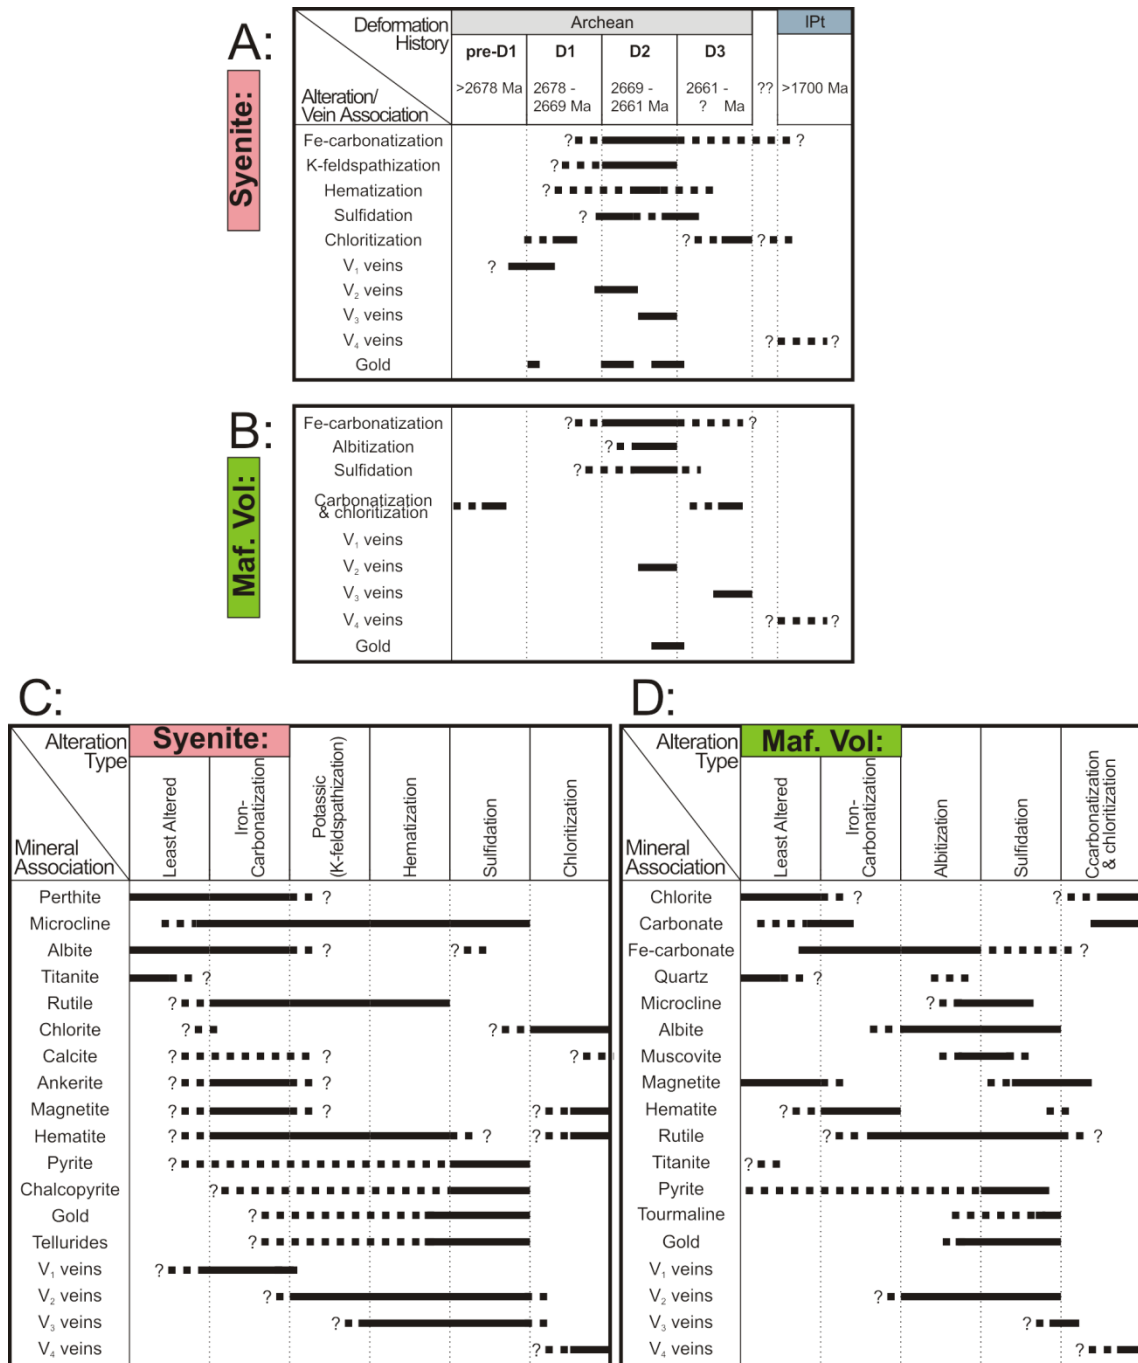 A:
Syenite:
Deformation
History
Alteration/
Vein Association
Archean
lPt
pre-D1
D1
D2
D3
>2678 Ma
2678 -
2669 Ma
2669 -
2661 Ma
2661 -
? Ma
??
>1700 Ma
Fe-carbonatization
? ?
K-feldspathization
?
Hematization
?
Sulfidation
?
Chloritization
? ?
V₁ veins
?
V₂ veins
V₃ veins
V₄ veins
? ?
Gold
B:
Maf. Vol:
Fe-carbonatization
? ?
Albitization
?
Sulfidation
?
Carbonatization
& chloritization
V₁ veins
V₂ veins
V₃ veins
V₄ veins
? ?
Gold
C:
Alteration
Type
Mineral
Association
Syenite:
Least Altered
Iron-
Carbonatization
Potassic
(K-feldspathization)
Hematization
Sulfidation
Chloritization
Perthite
?
Microcline
Albite
? ?
Titanite
?
Rutile
?
Chlorite
? ?
Calcite
? ?
Ankerite
? ?
Magnetite
? ? ?
Hematite
? ? ?
Pyrite
?
Chalcopyrite
?
Gold
?
Tellurides
?
V₁ veins
?
V₂ veins
?
V₃ veins
?
V₄ veins
?
D:
Alteration
Type
Mineral
Association
Maf. Vol:
Least Altered
Iron-
Carbonatization
Albitization
Sulfidation
Ccarbonatization
& chloritization
Chlorite
? ?
Carbonate
Fe-carbonate
?
Quartz
?
Microcline
?
Albite
Muscovite
Magnetite
Hematite
?
Rutile
? ?
Titanite
?
Pyrite
Tourmaline
Gold
V₁ veins
V₂ veins
?
V₃ veins
?
V₄ veins
?